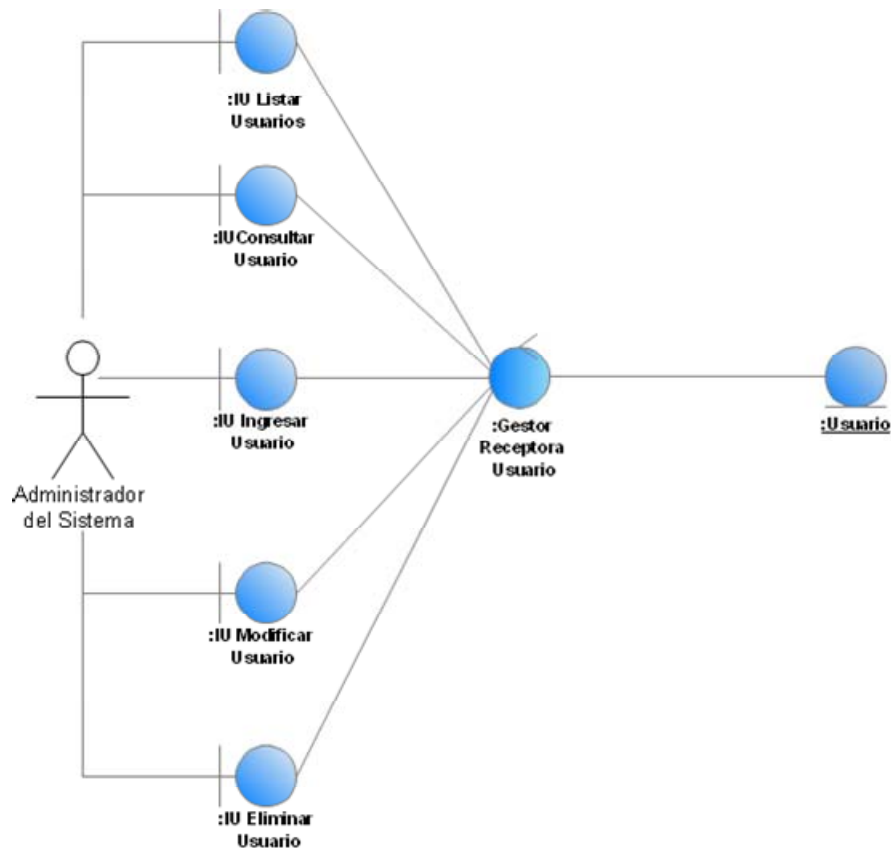 :IU Listar
Usuarios
:IUConsultar
Usuario
:IU Ingresar
Usuario
:Gestor
Receptora
Usuario
:Usuario
Administrador
del Sistema
:IU Modificar
Usuario
:IU Eliminar
Usuario